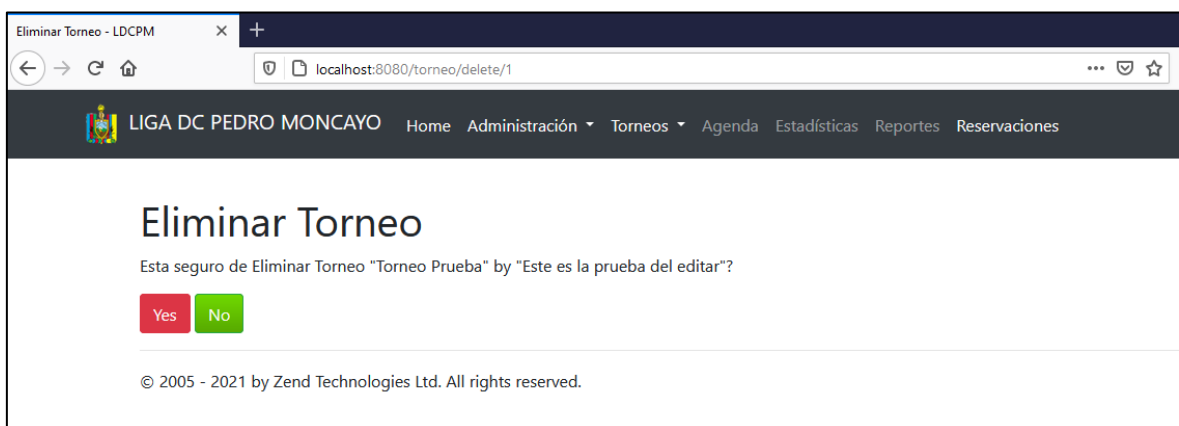 Eliminar Torneo - LDCPM
localhost:8080/torneo/delete/1
LIGA DC PEDRO MONCAYO Home Administración Torneos Agenda Estadísticas Reportes Reservaciones
Eliminar Torneo
Esta seguro de Eliminar Torneo "Torneo Prueba" by "Este es la prueba del editar"?
Yes No
© 2005 - 2021 by Zend Technologies Ltd. All rights reserved.